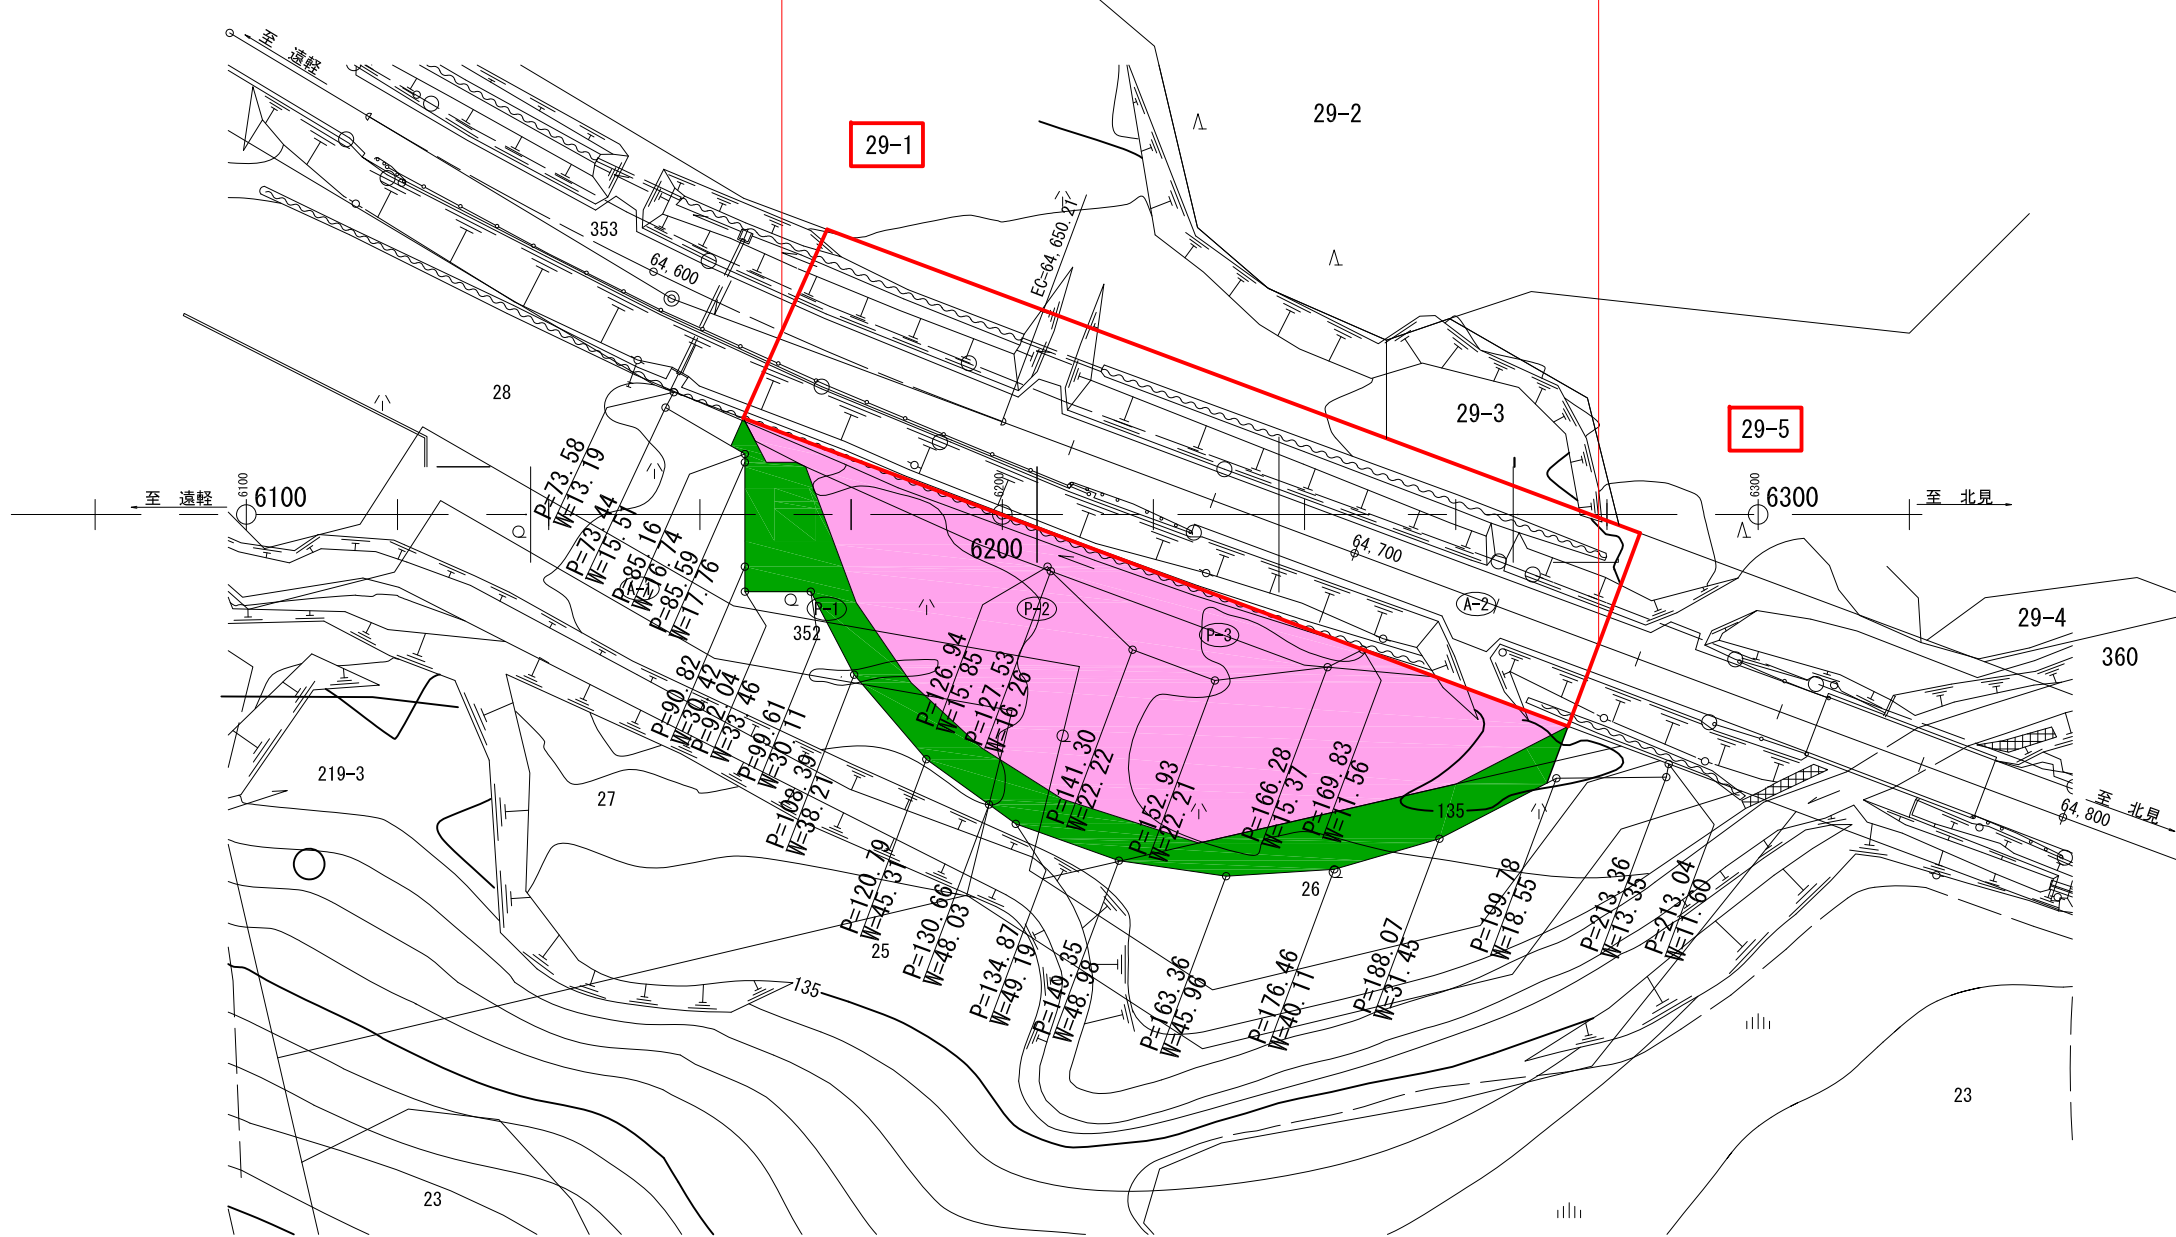 至 遠軽
29-2
29-1
353
64,600
EC=64,650.21
28
29-3
29-5
P=73.58
W=13.19
P=73.44
W=15.51
P=85.16
W=16.74
P=85.59
W=17.76
至 遠軽
6100
6100
6200
6200
6300
6300
至 北見
64,700
A-1
P-1
P-2
P-3
A-2
352
29-4
360
P=90.82
W=30.42
P=92.04
W=33.46
P=99.61
W=30.11
P=108.39
W=38.21
P=126.94
W=15.85
P=127.53
W=16.26
P=141.30
W=22.22
P=152.93
W=22.21
P=166.28
W=15.37
P=169.83
W=11.56
135
219-3
27
26
25
至 北見
64,800
P=120.79
W=45.37
P=130.66
W=48.03
P=134.87
W=49.19
P=149.35
W=48.98
P=163.36
W=45.96
P=176.46
W=40.11
P=188.07
W=31.45
P=199.78
W=18.55
P=213.36
W=13.35
P=213.04
W=11.60
135
23
23